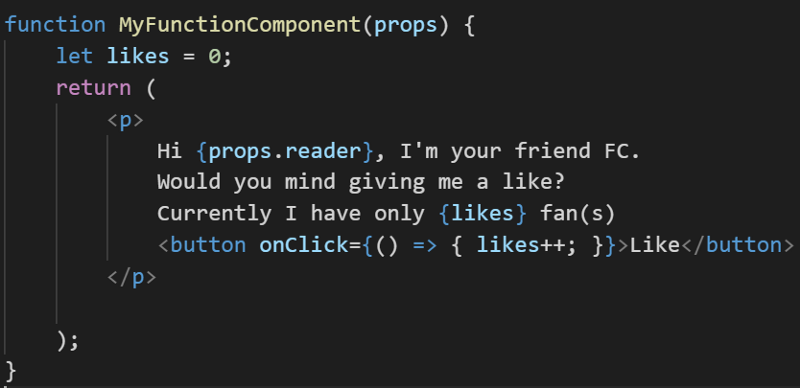 function MyFunctionComponent(props) {
    let likes = 0;
    return (
        <p>
            Hi {props.reader}, I'm your friend FC.
            Would you mind giving me a like?
            Currently I have only {likes} fan(s)
            <button onClick={() => { likes++; }}>Like</button>
        </p>
    );
}